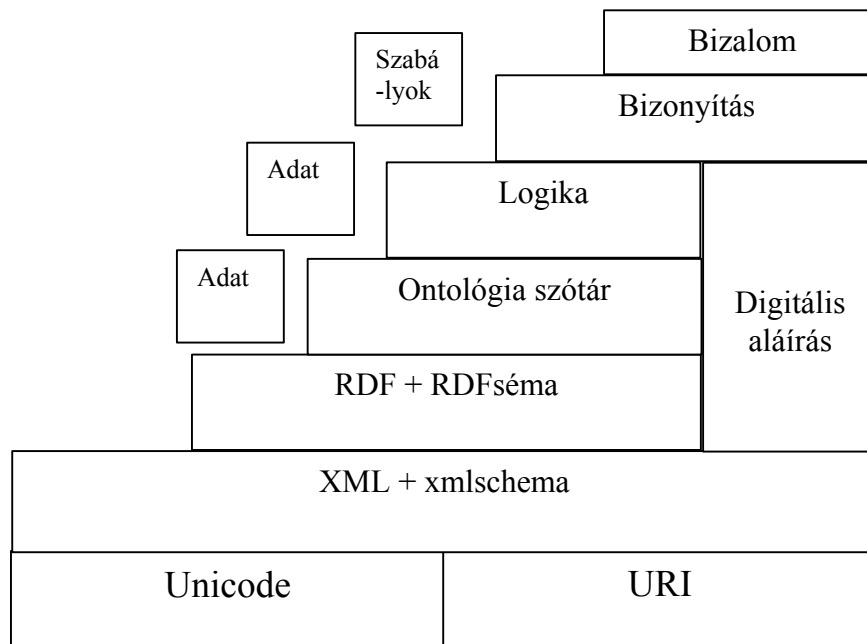 Bizalom
Szabá
-lyok
Bizonyítás
Adat
Logika
Adat
Ontológia szótár
Digitális
aláírás
RDF + RDFséma
XML + xmlschema
Unicode
URI